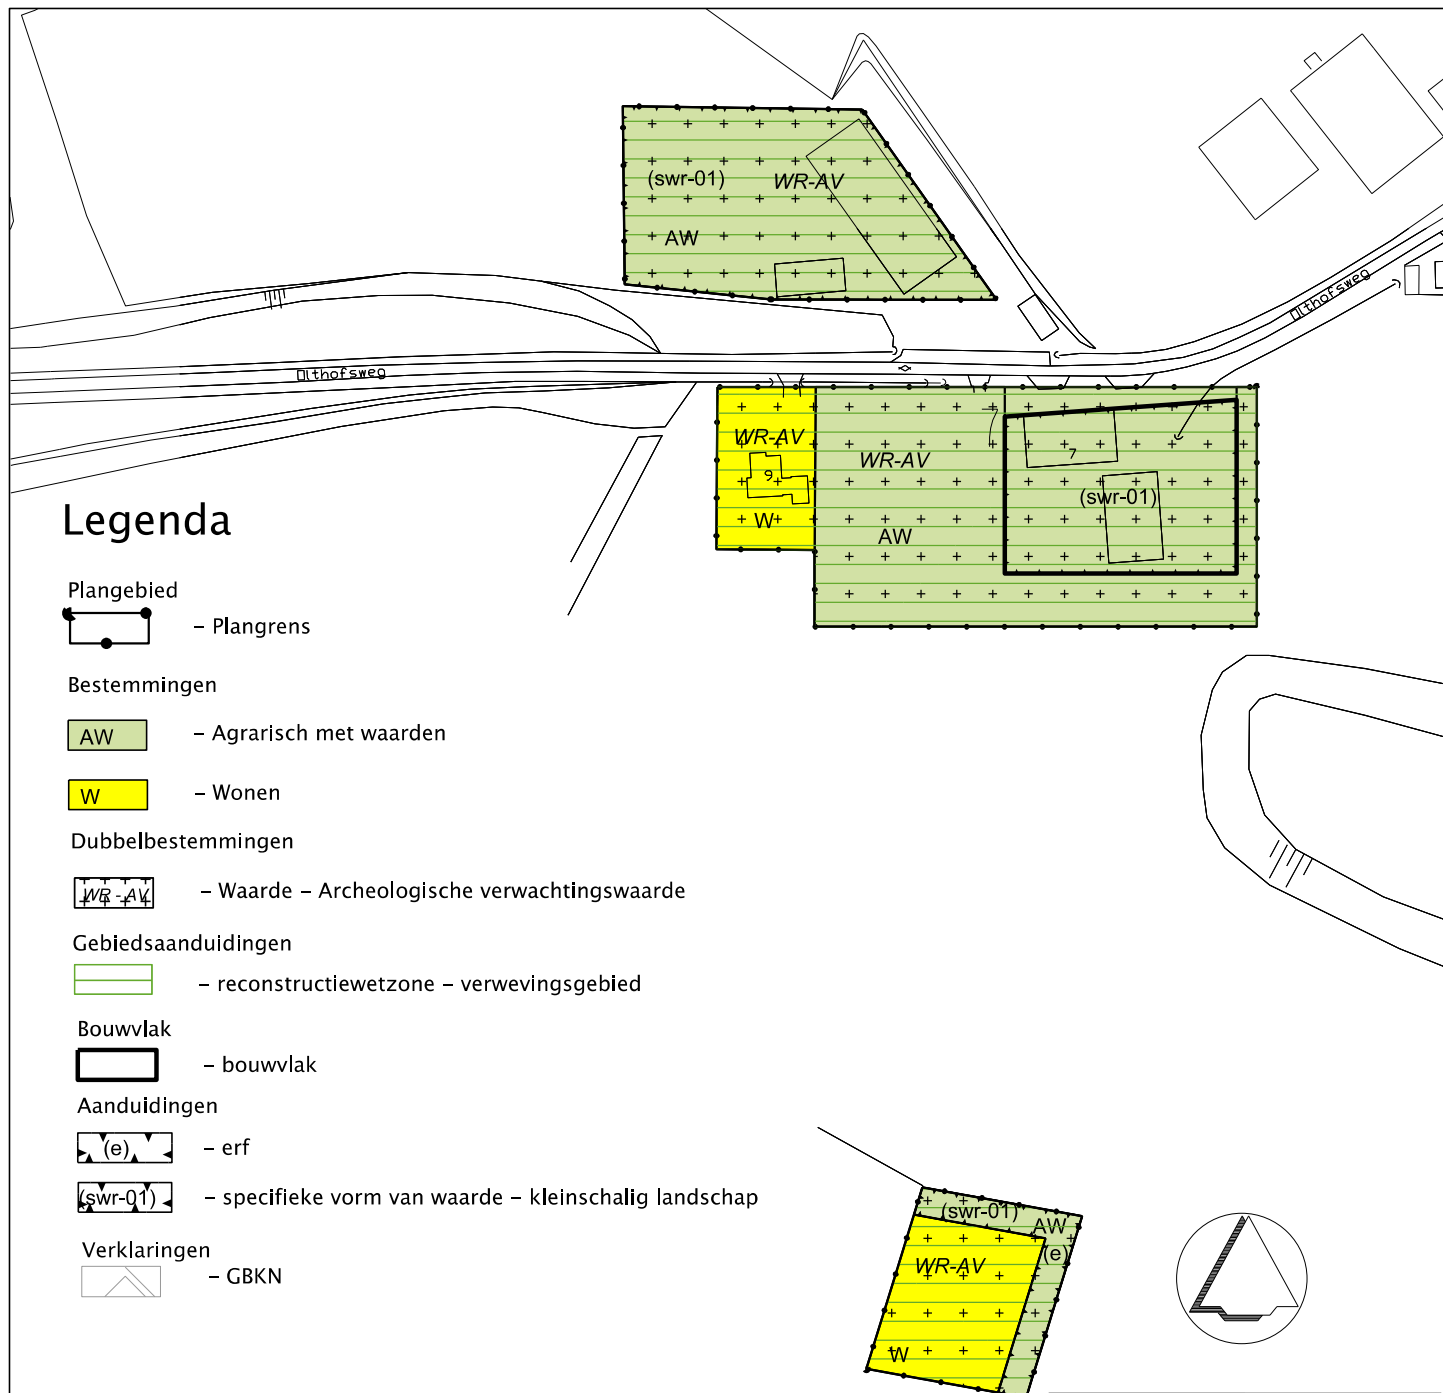 (swr-01)
WR-AV
AW
Olthofsweg
Olthofsweg
WR-AV
9
W
WR-AV
AW
7
(swr-01)
Legenda
Plangebied
– Plangrens
Bestemmingen
AW – Agrarisch met waarden
W – Wonen
Dubbelbestemmingen
WR-AV – Waarde – Archeologische verwachtingswaarde
Gebiedsaanduidingen
– reconstructiewetzone – verwevingsgebied
Bouwvlak
– bouwvlak
Aanduidingen
(e) – erf
(swr-01) – specifieke vorm van waarde – kleinschalig landschap
Verklaringen
– GBKN
(swr-01)
AW
(e)
WR-AV
W